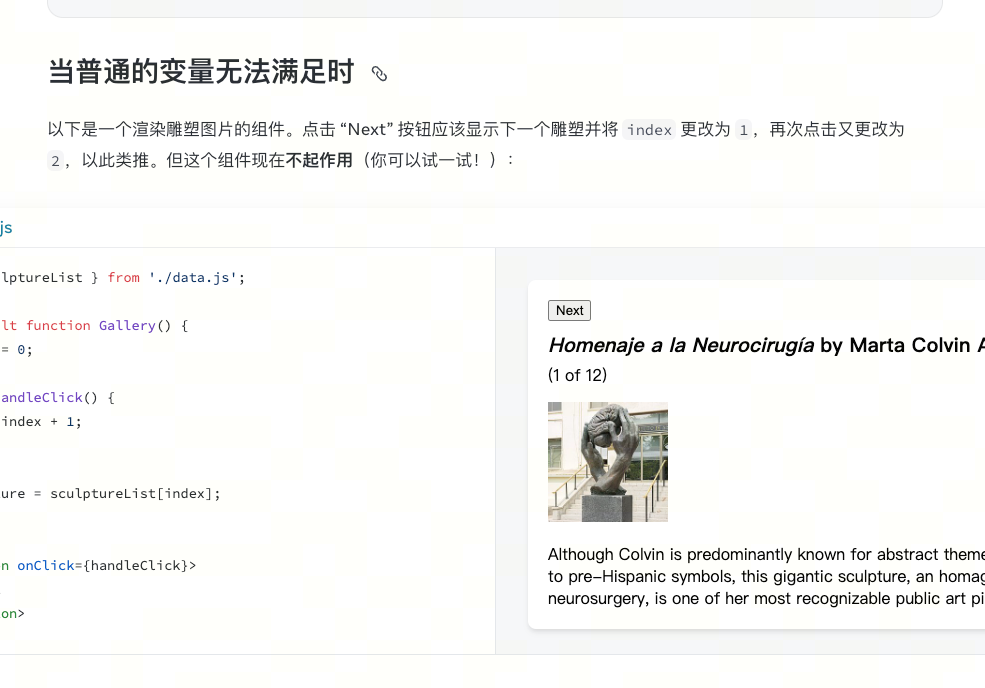 当普通的变量无法满足时
以下是一个渲染雕塑图片的组件。点击 “Next” 按钮应该显示下一个雕塑并将 index 更改为 1，再次点击又更改为
2，以此类推。但这个组件现在不起作用（你可以试一试！）：
js
lptureList } from './data.js';
lt function Gallery() {
= 0;
andleClick() {
index + 1;
ure = sculptureList[index];
n onClick={handleClick}>
on>
Next
Homenaje a la Neurocirugía by Marta Colvin A
(1 of 12)
Although Colvin is predominantly known for abstract theme
to pre-Hispanic symbols, this gigantic sculpture, an homag
neurosurgery, is one of her most recognizable public art pi